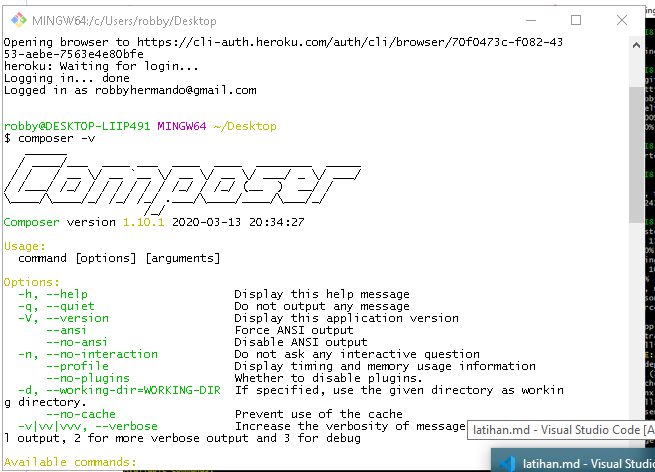 MINGW64:/c/Users/robby/Desktop
Opening browser to https://cli-auth.heroku.com/auth/cli/browser/70f0473c-f082-43
53-aebe-7563e4e80bfe
heroku: Waiting for login...
Logging in... done
Logged in as robbyhermando@gmail.com
robby@DESKTOP-LIIP491 MINGW64 ~/Desktop
$ composer -v
Composer
Composer version 1.10.1 2020-03-13 20:34:27
Usage:
command [options] [arguments]
Options:
-h, --help Display this help message
-q, --quiet Do not output any message
-V, --version Display this application version
--ansi Force ANSI output
--no-ansi Disable ANSI output
-n, --no-interaction Do not ask any interactive question
--profile Display timing and memory usage information
--no-plugins Whether to disable plugins.
-d, --working-dir=WORKING-DIR If specified, use the given directory as workin
g directory.
--no-cache Prevent use of the cache
-v|vv|vvv, --verbose Increase the verbosity of message
l output, 2 for more verbose output and 3 for debug
Available commands:
latihan.md - Visual Studio Code [A
latihan.md - Visual Studio